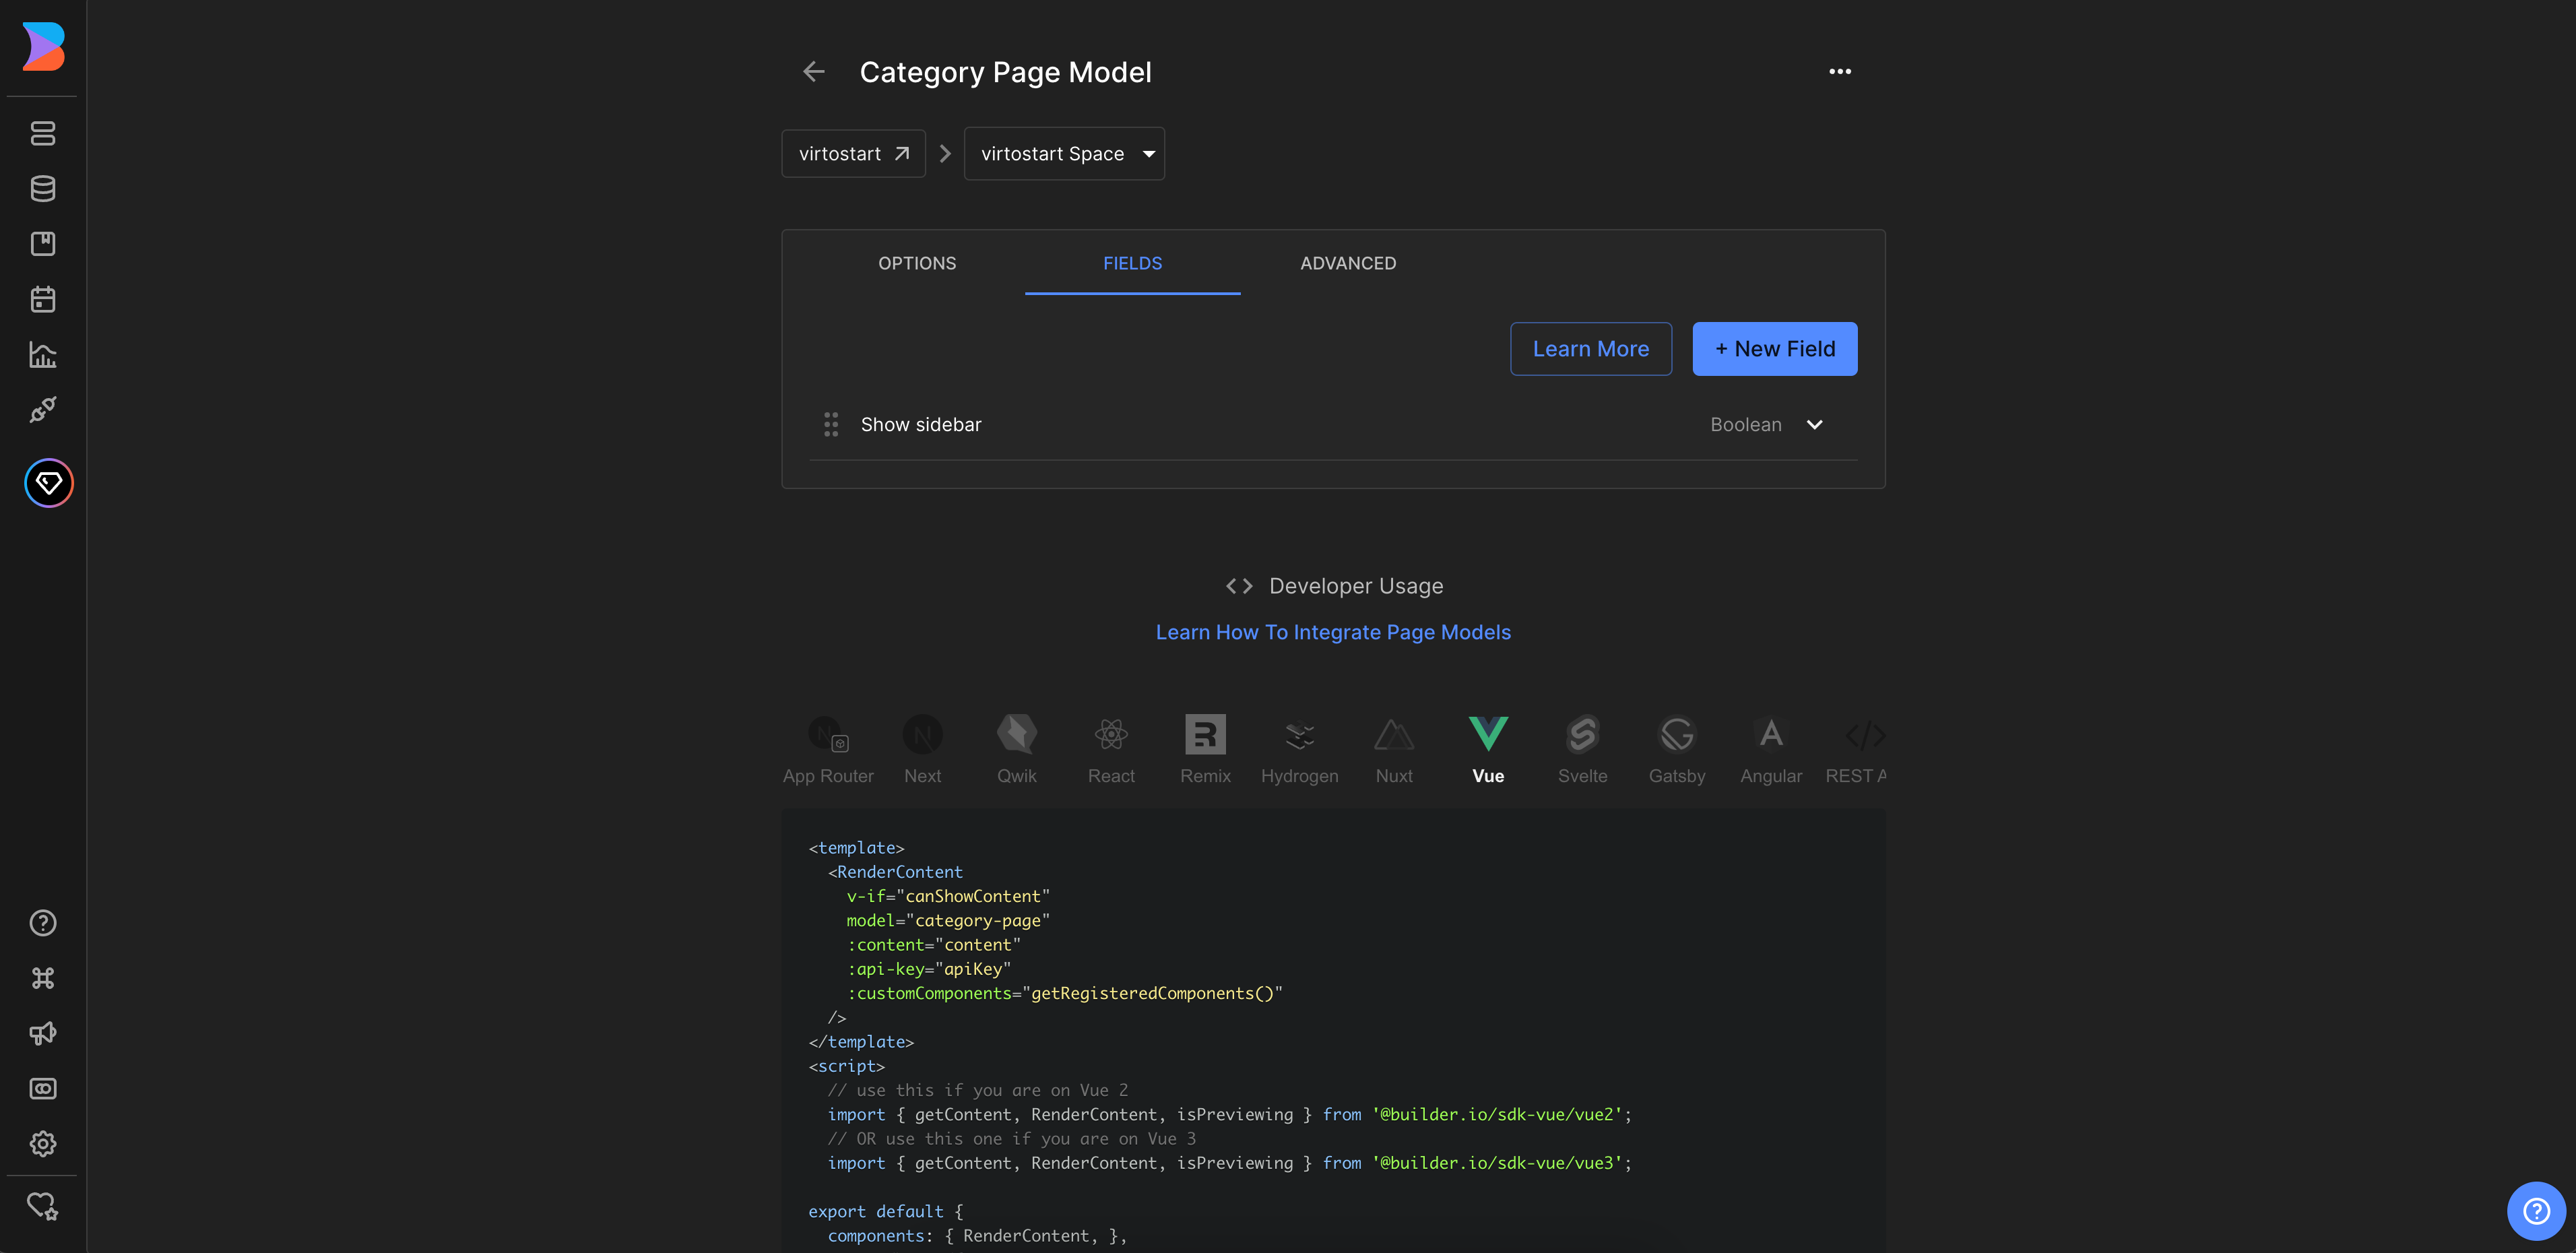 Category Page Model
virtostart
virtostart Space
OPTIONS
FIELDS
ADVANCED
Learn More
+ New Field
Show sidebar
Boolean
<> Developer Usage
Learn How To Integrate Page Models
App Router
Next
Qwik
React
Remix
Hydrogen
Nuxt
Vue
Svelte
Gatsby
Angular
REST A
<template>
  <RenderContent
    v-if="canShowContent"
    model="category-page"
    :content="content"
    :api-key="apiKey"
    :customComponents="getRegisteredComponents()"
  />
</template>
<script>
  // use this if you are on Vue 2
  import { getContent, RenderContent, isPreviewing } from '@builder.io/sdk-vue/vue2';
  // OR use this one if you are on Vue 3
  import { getContent, RenderContent, isPreviewing } from '@builder.io/sdk-vue/vue3';
export default {
  components: { RenderContent, },